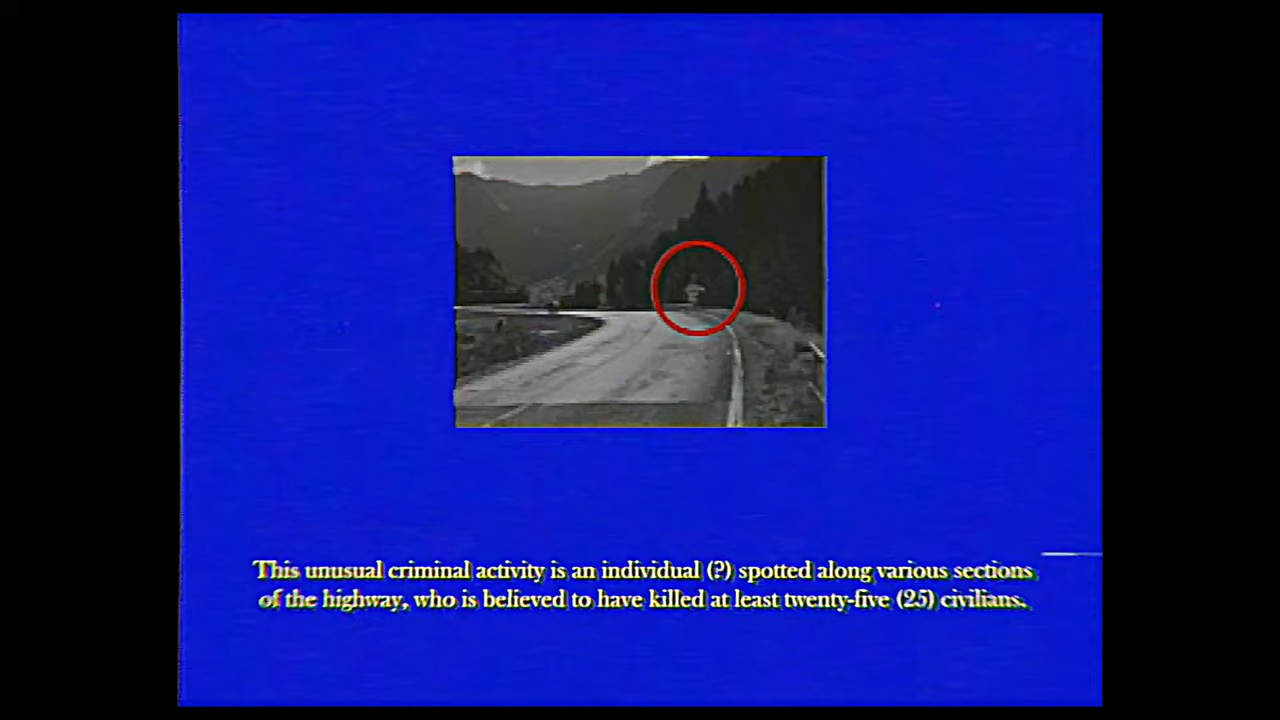 This unusual criminal activity is an individual (?) spotted along various sections
of the highway, who is believed to have killed at least twenty-five (25) civilians.